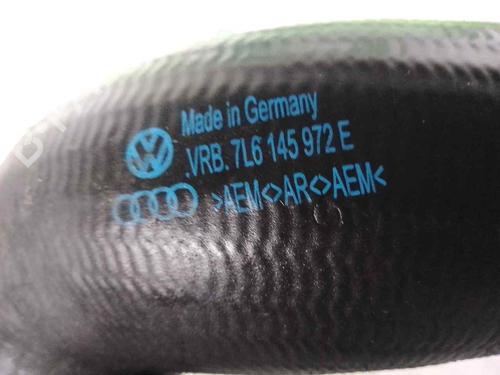 Made in Germany
.VRB. 7L6 145 972 E
>AEM<>AR<>AEM<